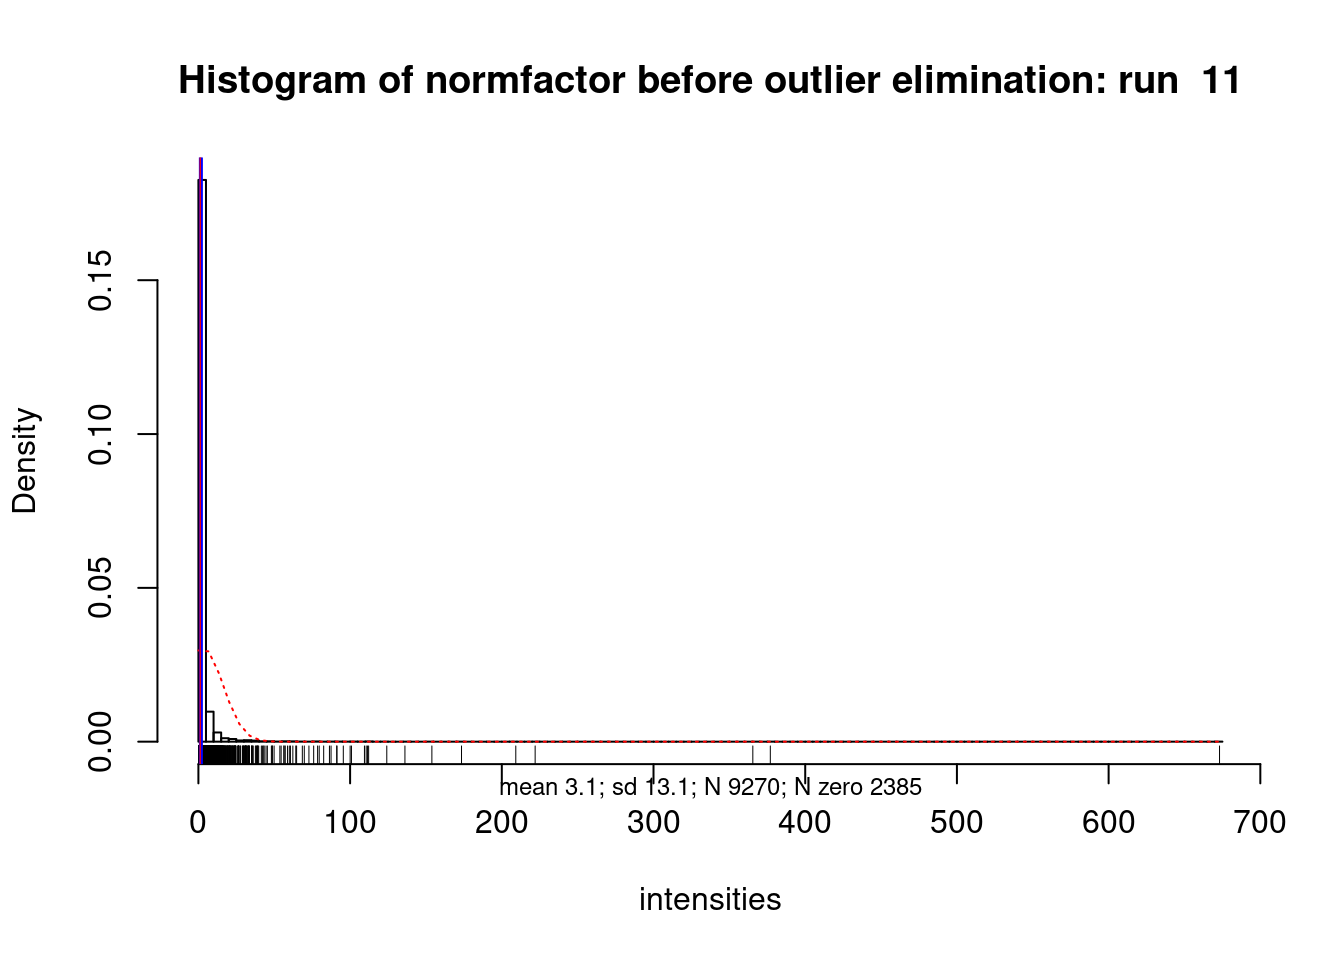 Histogram of normfactor before outlier elimination: run  11
Density
0.15
0.10
0.05
0.00
mean 3.1; sd 13.1; N 9270; N zero 2385
0 100 200 300 400 500 600 700
intensities